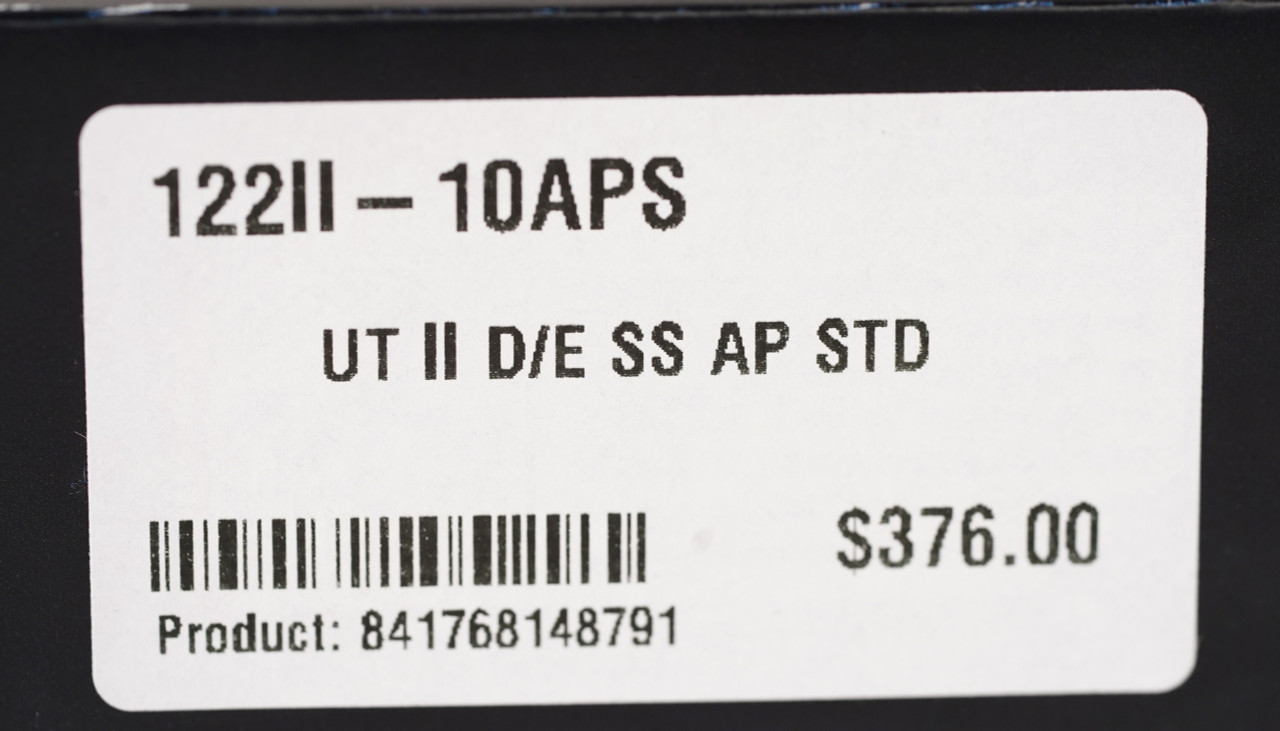 122II – 10APS
UT II D/E SS AP STD
$376.00
Product: 841768148791